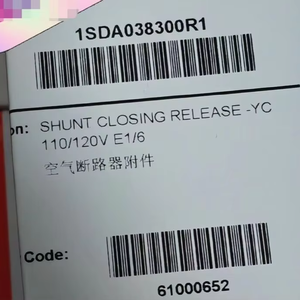 1SDA038300R1
on: SHUNT CLOSING RELEASE -YC
110/120V E1/6
空气断路器附件
Code:
61000652